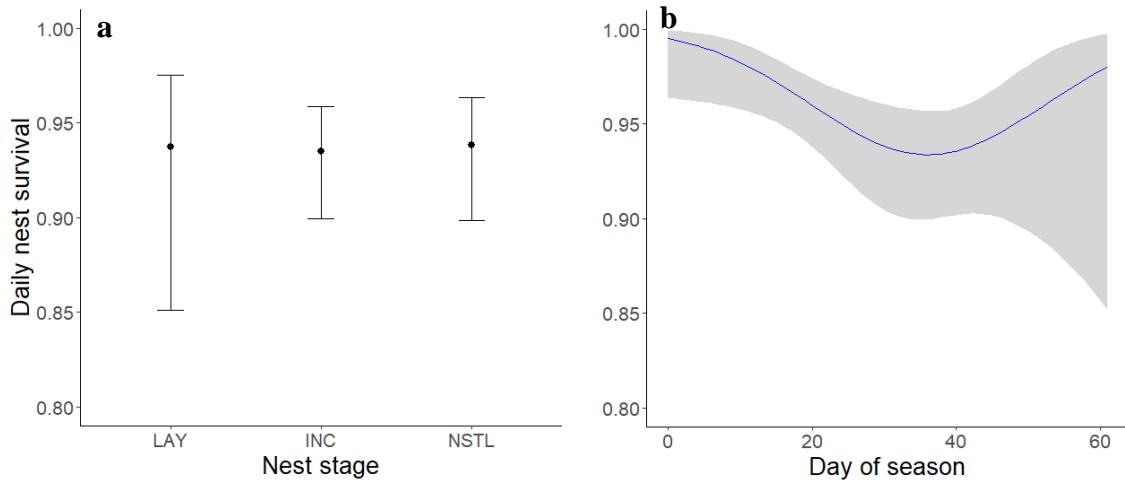 a
Daily nest survival
1.00
0.95
0.90
0.85
0.80
LAY INC NSTL
Nest stage
b
1.00
0.95
0.90
0.85
0.80
0 20 40 60
Day of season